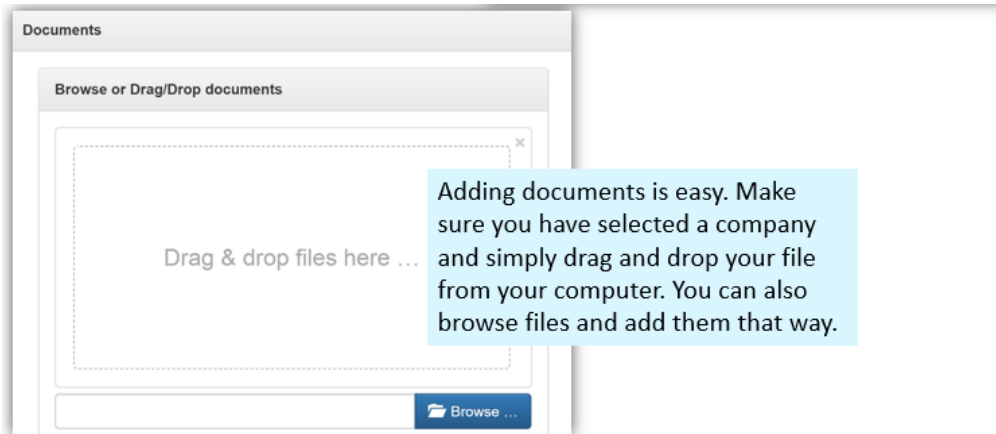 Documents
Browse or Drag/Drop documents
×
Drag & drop files here …
Adding documents is easy. Make
sure you have selected a company
and simply drag and drop your file
from your computer. You can also
browse files and add them that way.
Browse …